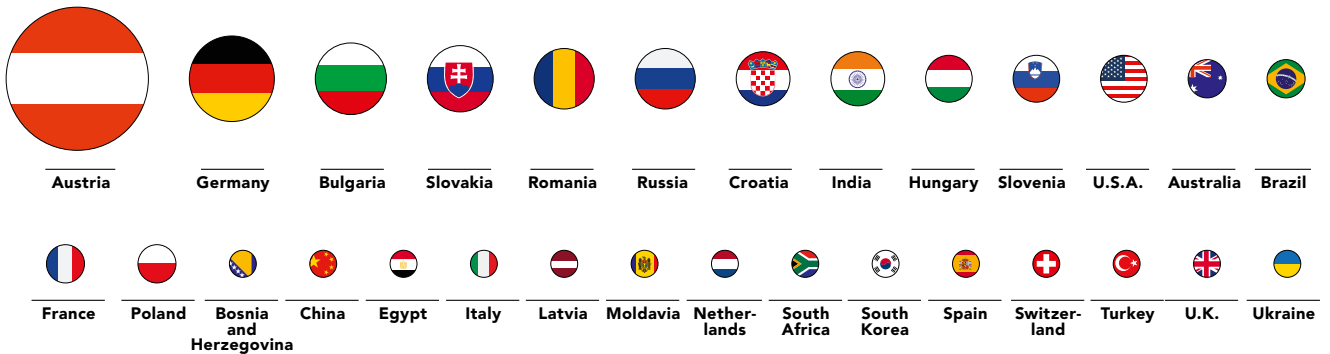 Austria Germany Bulgaria Slovakia Romania Russia Croatia India Hungary Slovenia U.S.A. Australia Brazil
France Poland Bosnia and Herzegovina China Egypt Italy Latvia Moldavia Nether-lands South Africa South Korea Spain Switzer-land Turkey U.K. Ukraine